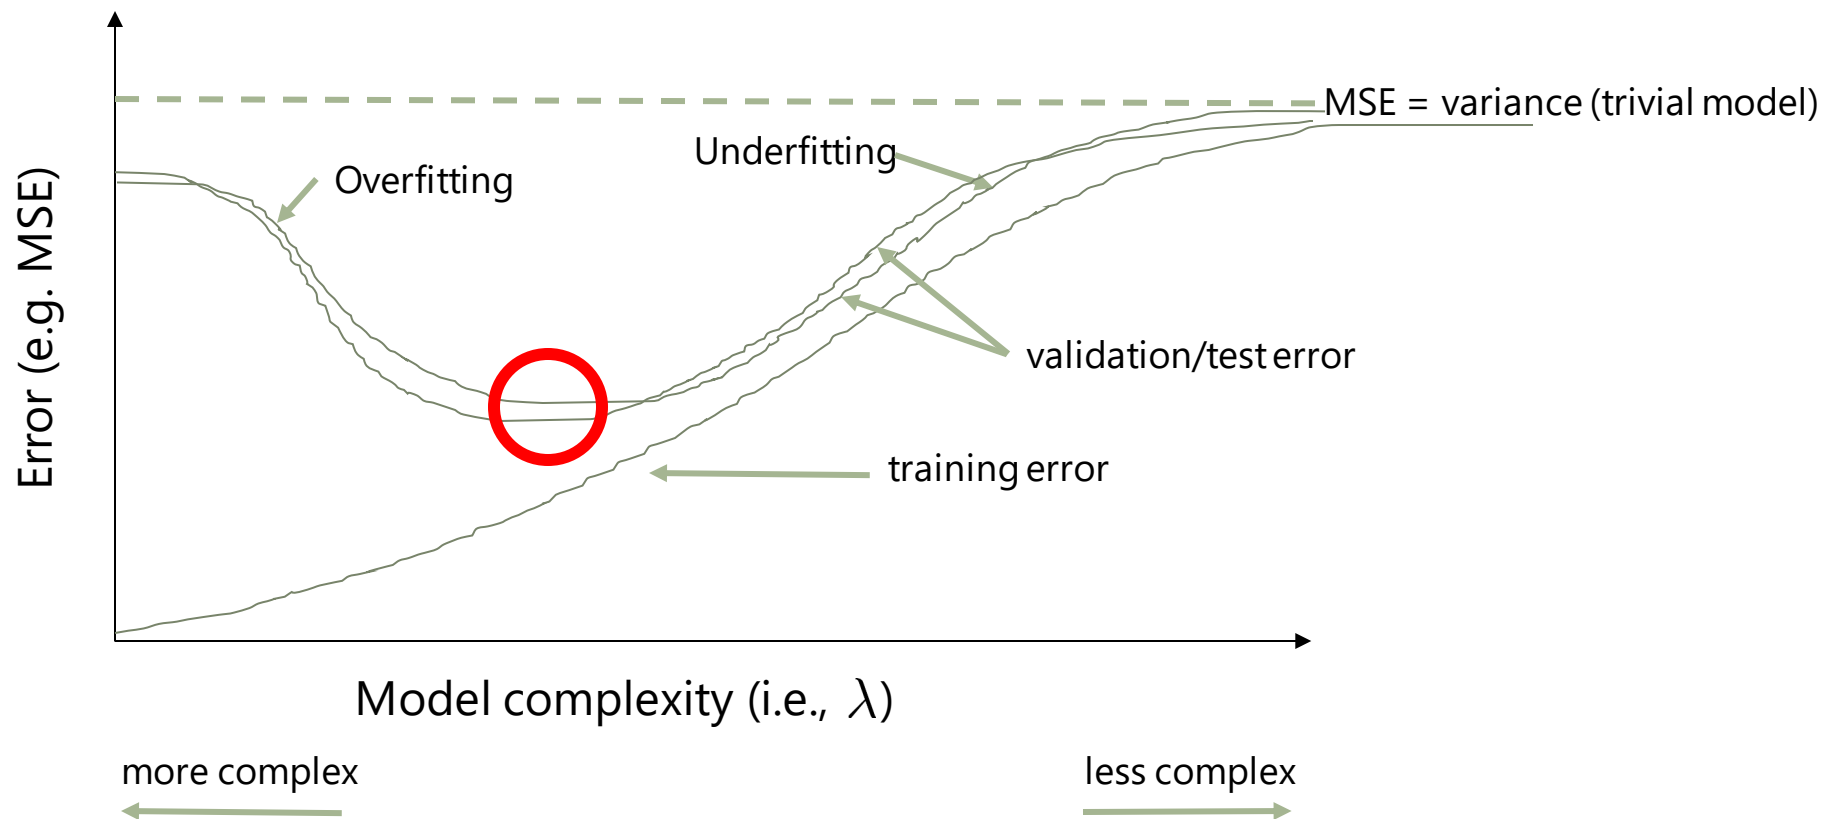 MSE = variance (trivial model)
Underfitting
Overfitting
Error (e.g. MSE)
validation/test error
training error
Model complexity (i.e., λ)
more complex
less complex